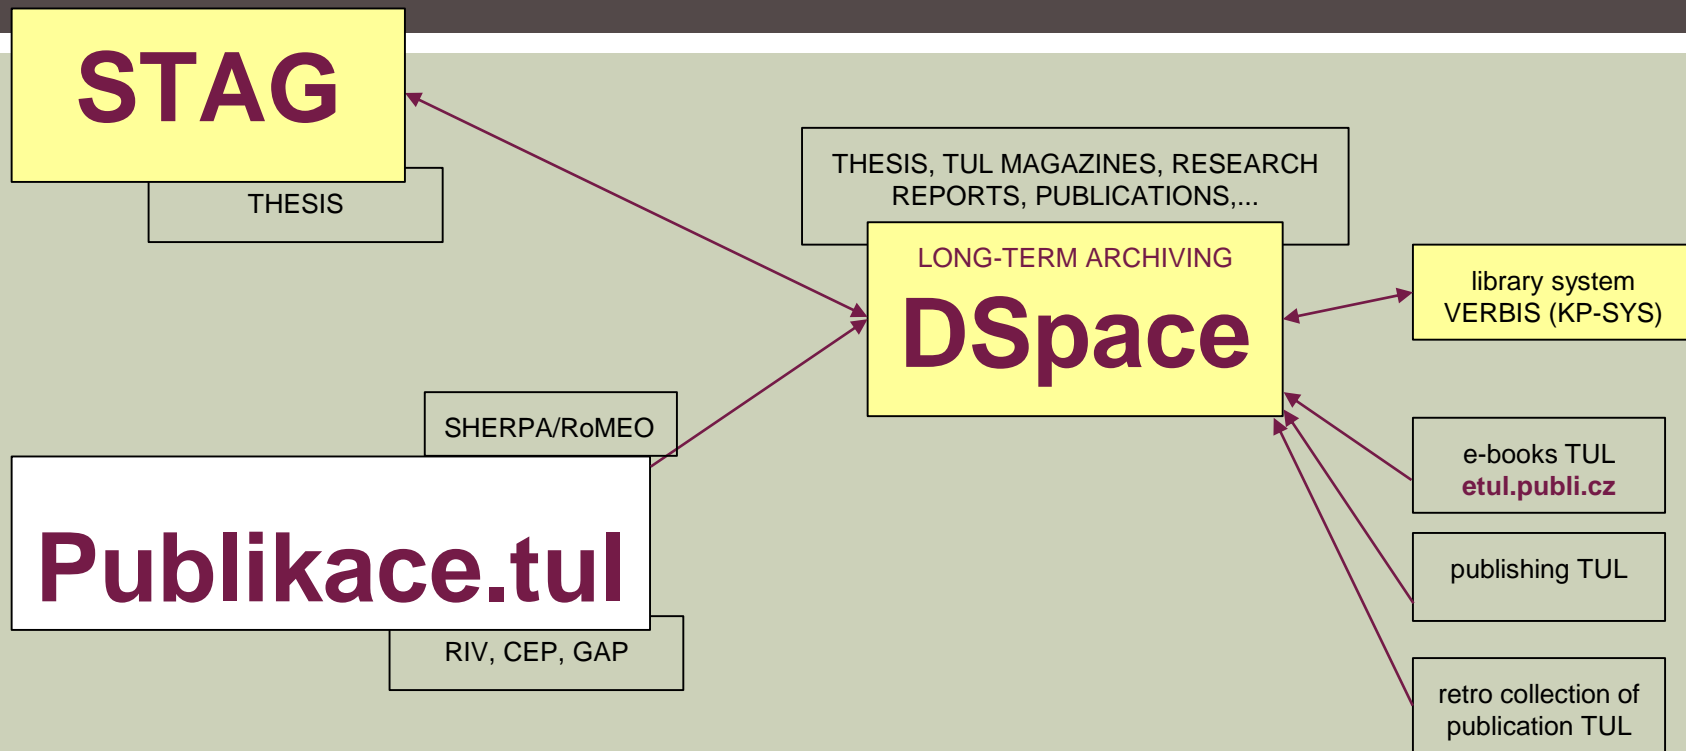 STAG
THESIS
THESIS, TUL MAGAZINES, RESEARCH
REPORTS, PUBLICATIONS,...
LONG-TERM ARCHIVING
DSpace
library system
VERBIS (KP-SYS)
SHERPA/RoMEO
Publikace.tul
RIV, CEP, GAP
e-books TUL
etul.publi.cz
publishing TUL
retro collection of
publication TUL